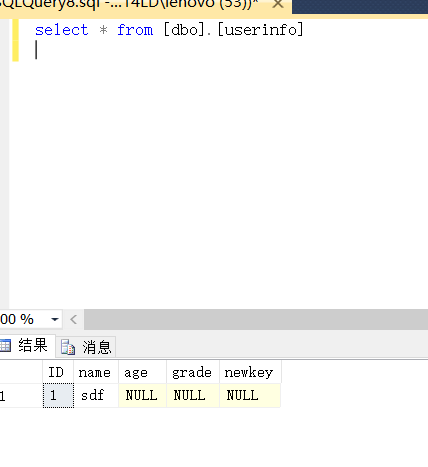 SQLQuery8.sql -...14LD\lenovo (53))*
select * from [dbo].[userinfo]
00 %
结果 消息
ID name age grade newkey
1 1 sdf NULL NULL NULL